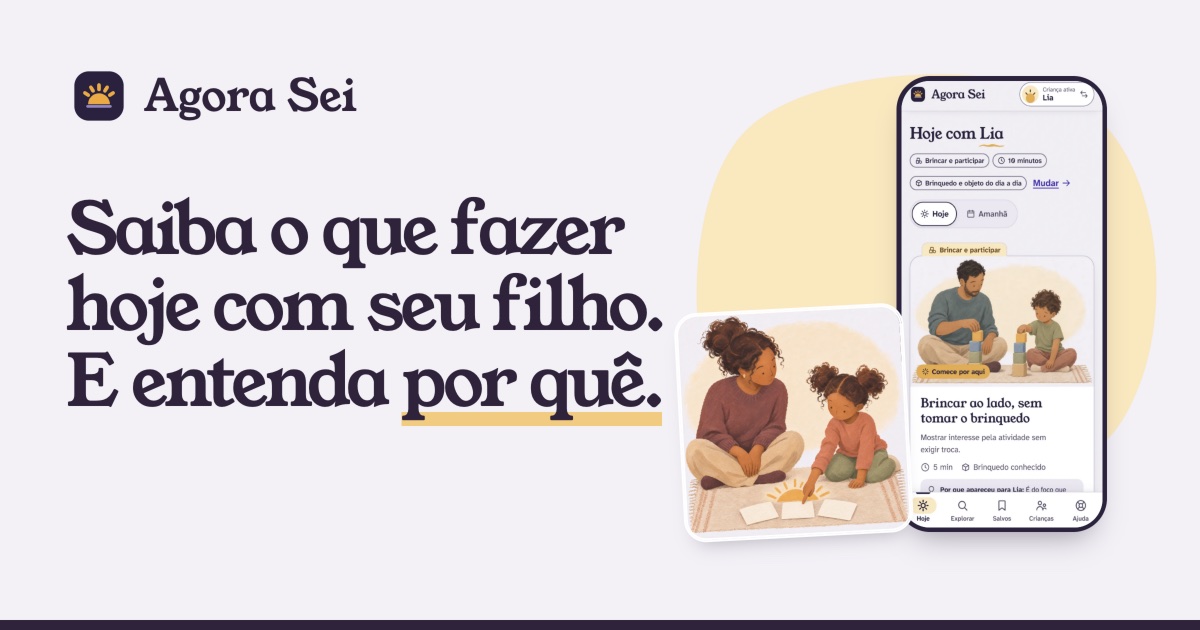 Agora Sei
Saiba o que fazer
hoje com seu filho.
E entenda por quê.
Agora Sei
Criança ativa
Lia
Hoje com Lia
Brincar e participar
10 minutos
Brinquedo e objeto do dia a dia
Mudar →
Hoje
Amanhã
Brincar e participar
Comece por aqui
Brincar ao lado, sem
tomar o brinquedo
Mostrar interesse pela atividade sem
exigir troca.
5 min
Brinquedo conhecido
Por que apareceu para Lia: É do foco que
Hoje
Explorar
Salvos
Crianças
Ajuda